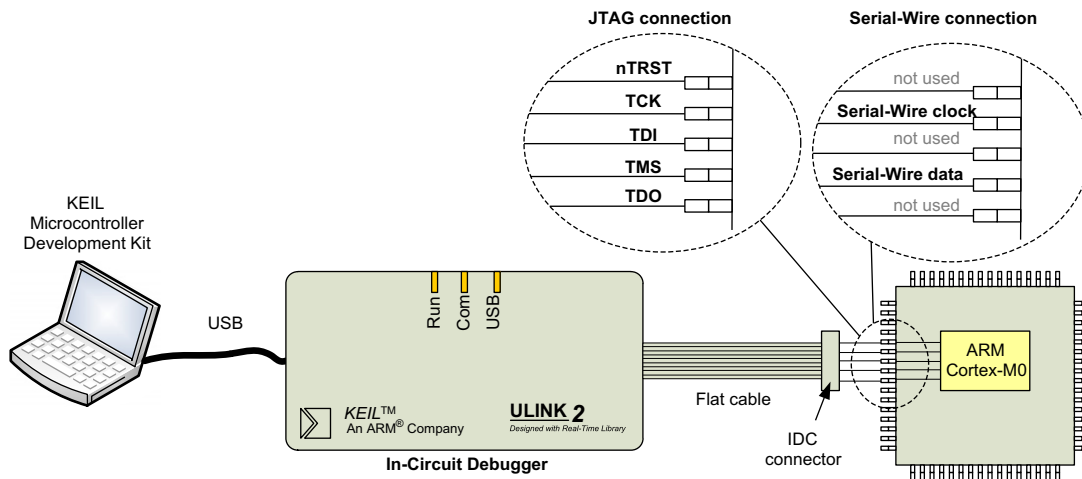 JTAG connection
nTRST
TCK
TDI
TMS
TDO
Serial-Wire connection
not used
Serial-Wire clock
not used
Serial-Wire data
not used
KEIL
Microcontroller
Development Kit
USB
Run
Com
USB
KEIL™
An ARM® Company
ULINK 2
Designed with Real-Time Library
In-Circuit Debugger
Flat cable
IDC
connector
ARM
Cortex-M0